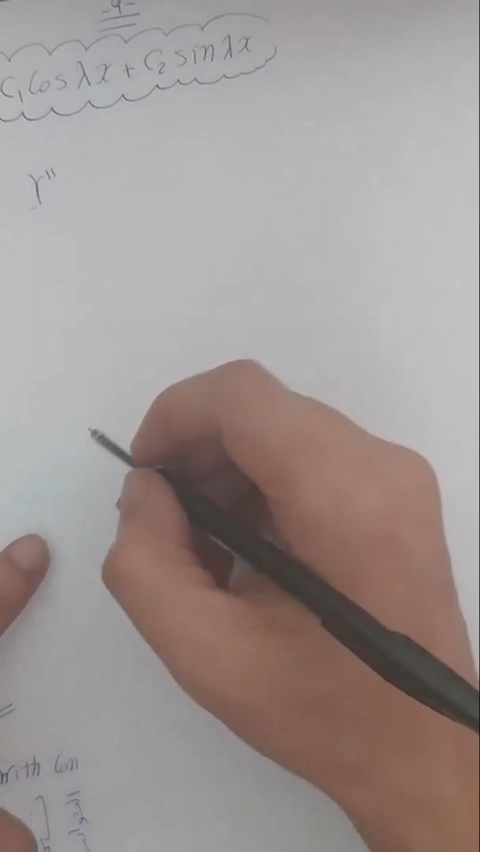 -4-
C₁Cos λx + C₂ sin λx
Y"
with